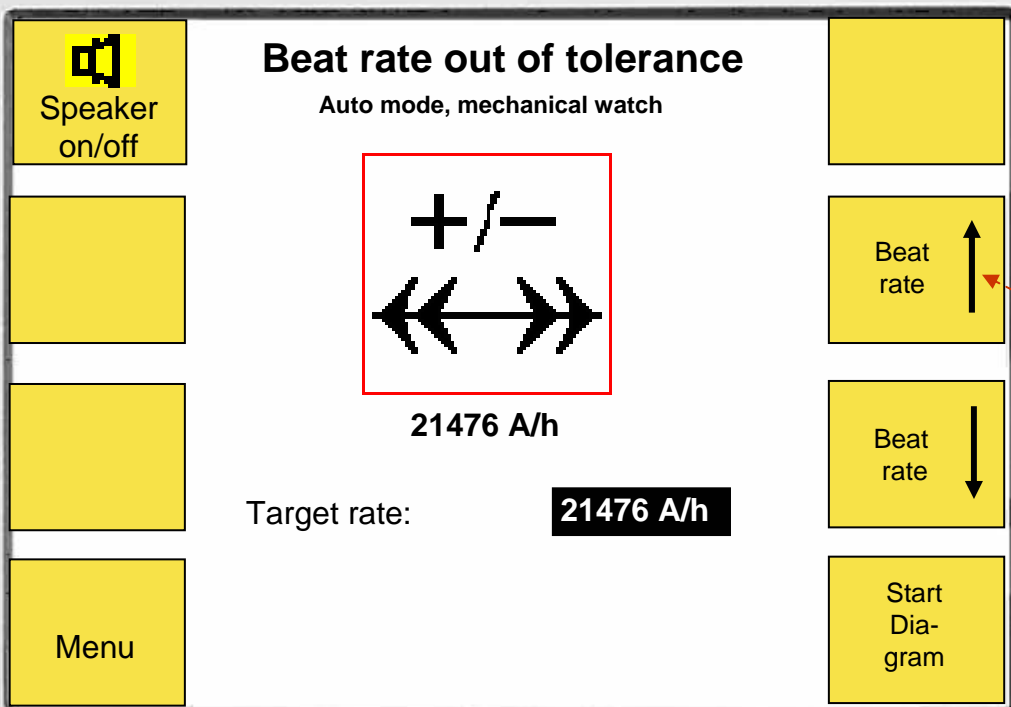 Beat rate out of tolerance
Auto mode, mechanical watch
Speaker
on/off
+/−
21476 A/h
Target rate: 21476 A/h
Menu
Beat
rate
Beat
rate
Start
Dia-
gram